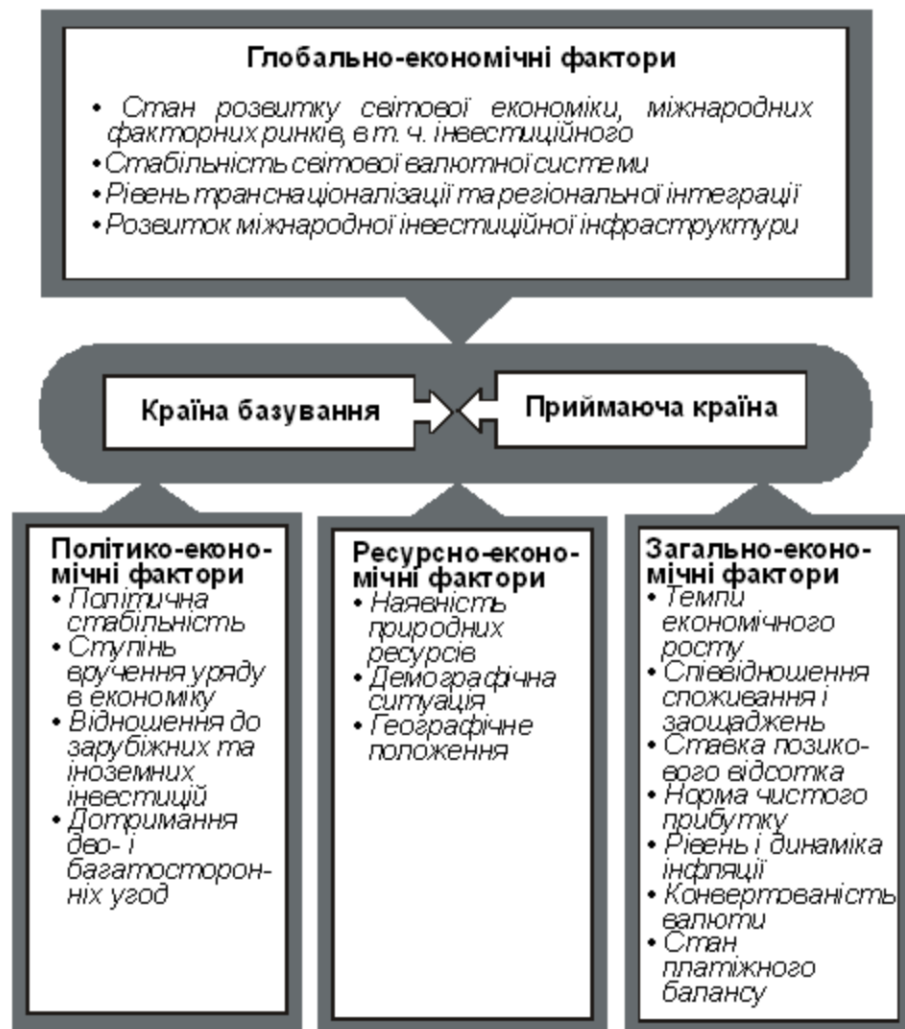 Глобально-економічні фактори
• Стан розвитку світової економіки, міжнародних
факторних ринків, в т. ч. інвестиційного
• Стабільність світової валютної системи
• Рівень транснаціоналізації та регіональної інтеграції
• Розвиток міжнародної інвестиційної інфраструктури
Країна базування
Приймаюча країна
Політико-еконо-
мічні фактори
• Політична
стабільність
• Ступінь
вручення уряду
в економіку
• Відношення до
зарубіжних та
іноземних
інвестицій
• Дотримання
дво- і
багатосторон-
ніх угод
Ресурсно-еконо-
мічні фактори
• Наявність
природних
ресурсів
• Демографічна
ситуація
• Географічне
положення
Загально-еконо-
мічні фактори
• Темпи
економічного
росту
• Співвідношення
споживання і
заощаджень
• Ставка позико-
вого відсотка
• Норма чистого
прибутку
• Рівень і динаміка
інфляції
• Конвертованість
валюти
• Стан
платіжного
балансу